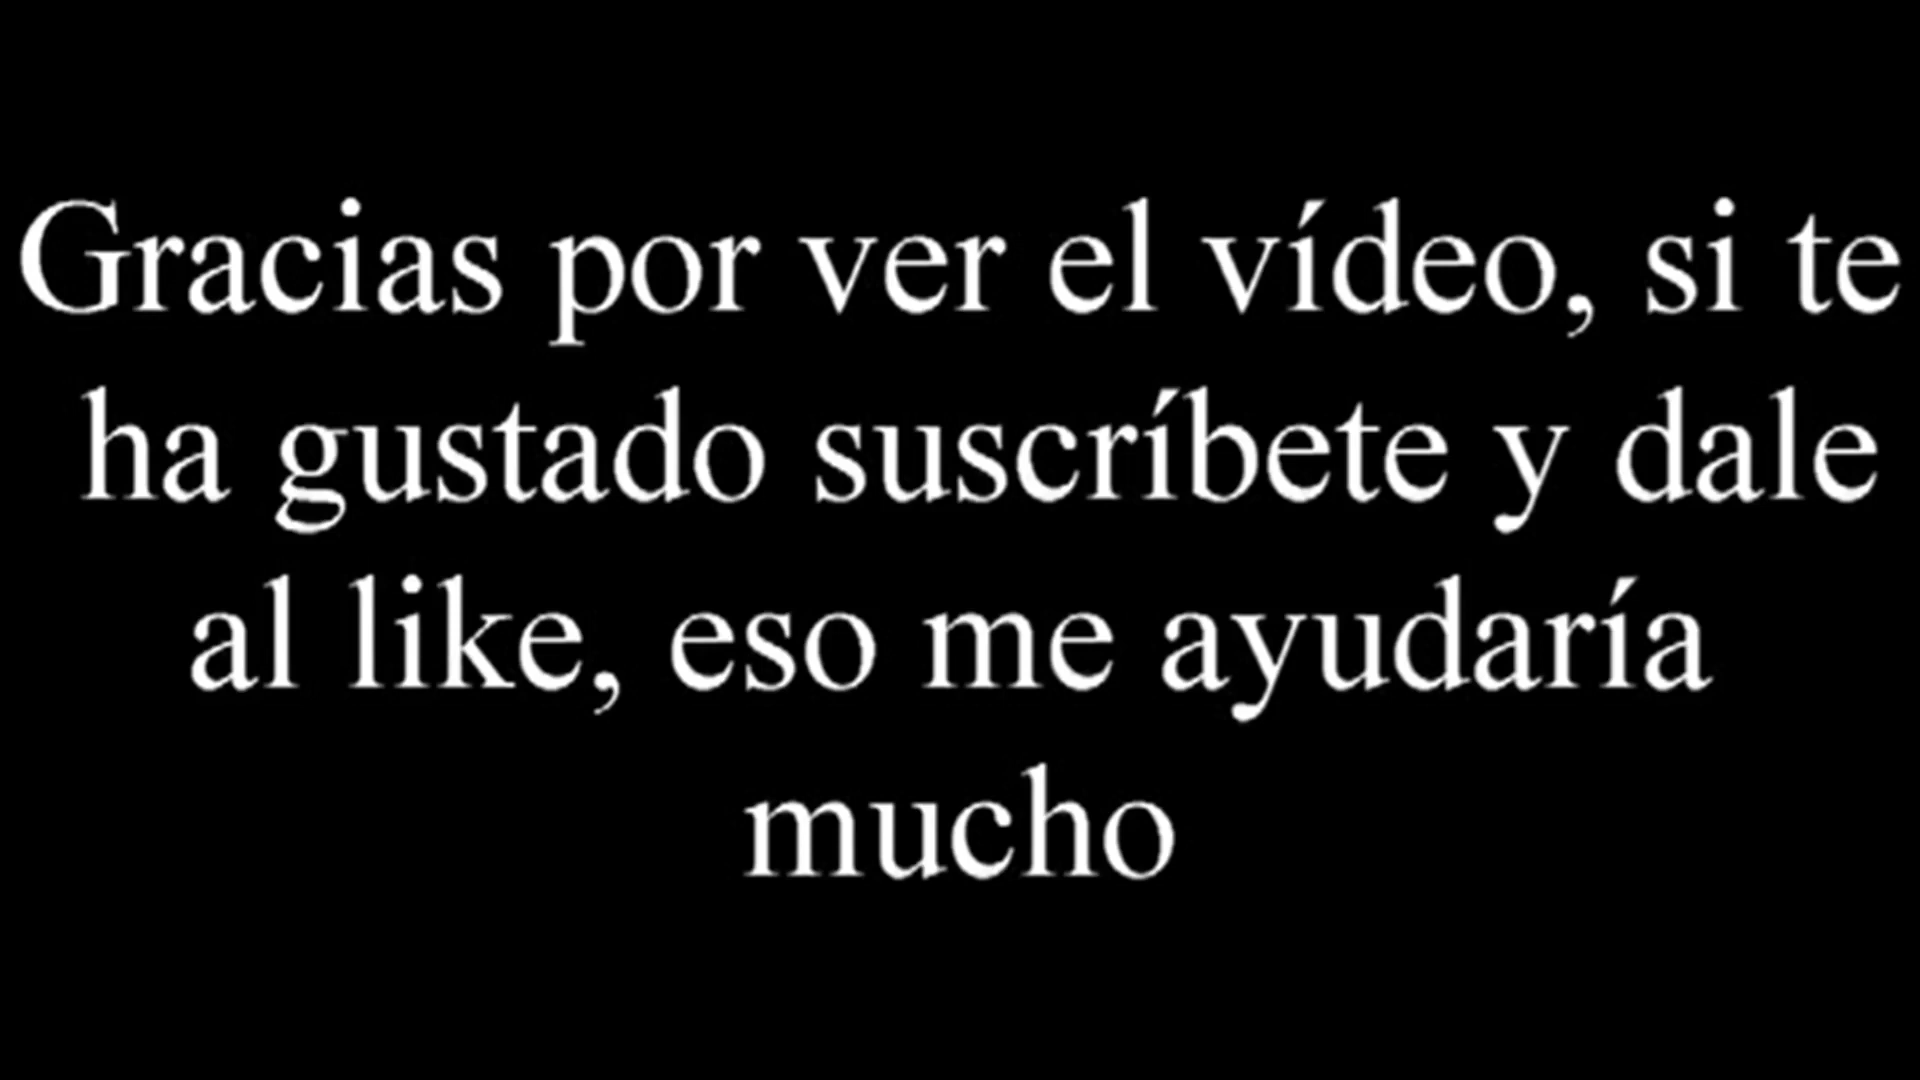 Gracias por ver el vídeo, si te
ha gustado suscríbete y dale
al like, eso me ayudaría
mucho